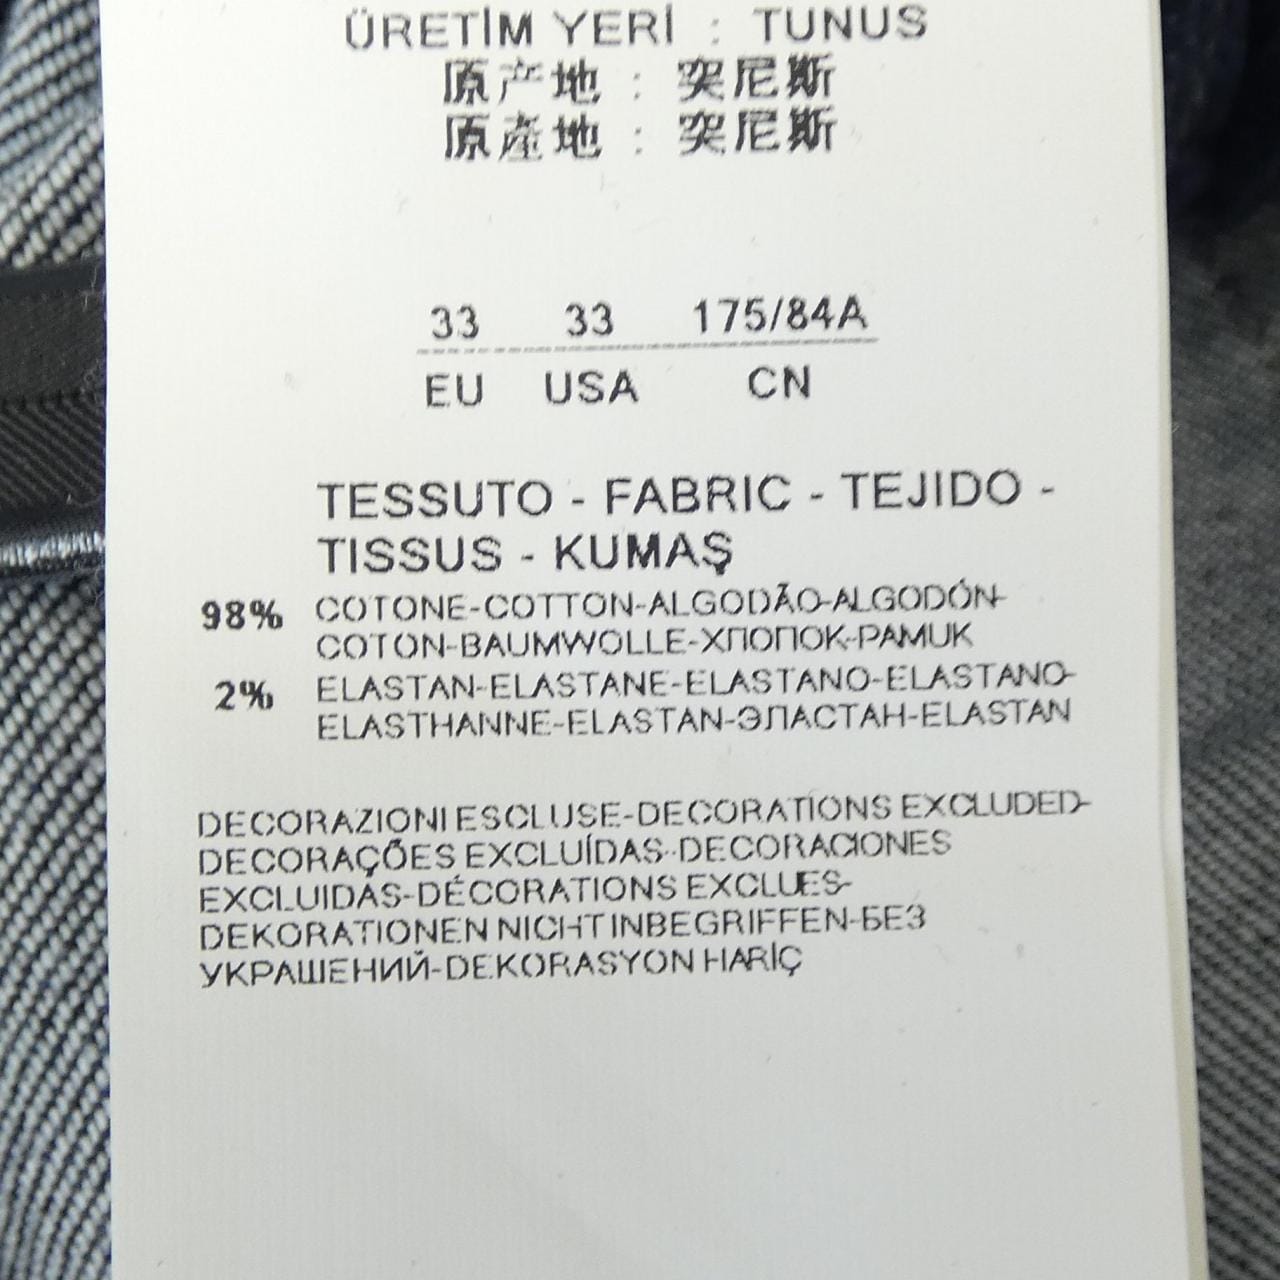 ÜRETİM YERİ : TUNUS
原产地 : 突尼斯
原產地 : 突尼斯
33 33 175/84A
EU USA CN
TESSUTO - FABRIC - TEJIDO -
TISSUS - KUMAŞ
98% COTONE-COTTON-ALGODÃO-ALGODÓN-
COTON-BAUMWOLLE-ХЛОПОК-PAMUK
2% ELASTAN-ELASTANE-ELASTANO-ELASTANO-
ELASTHANNE-ELASTAN-ЭЛАСТАН-ELASTAN
DECORAZIONI ESCLUSE-DECORATIONS EXCLUDED-
DECORAÇÕES EXCLUÍDAS-DECORACIONES
EXCLUIDAS-DÉCORATIONS EXCLUES-
DEKORATIONEN NICHT INBEGRIFFEN-БЕЗ
УКРАШЕНИЙ-DEKORASYON HARİÇ